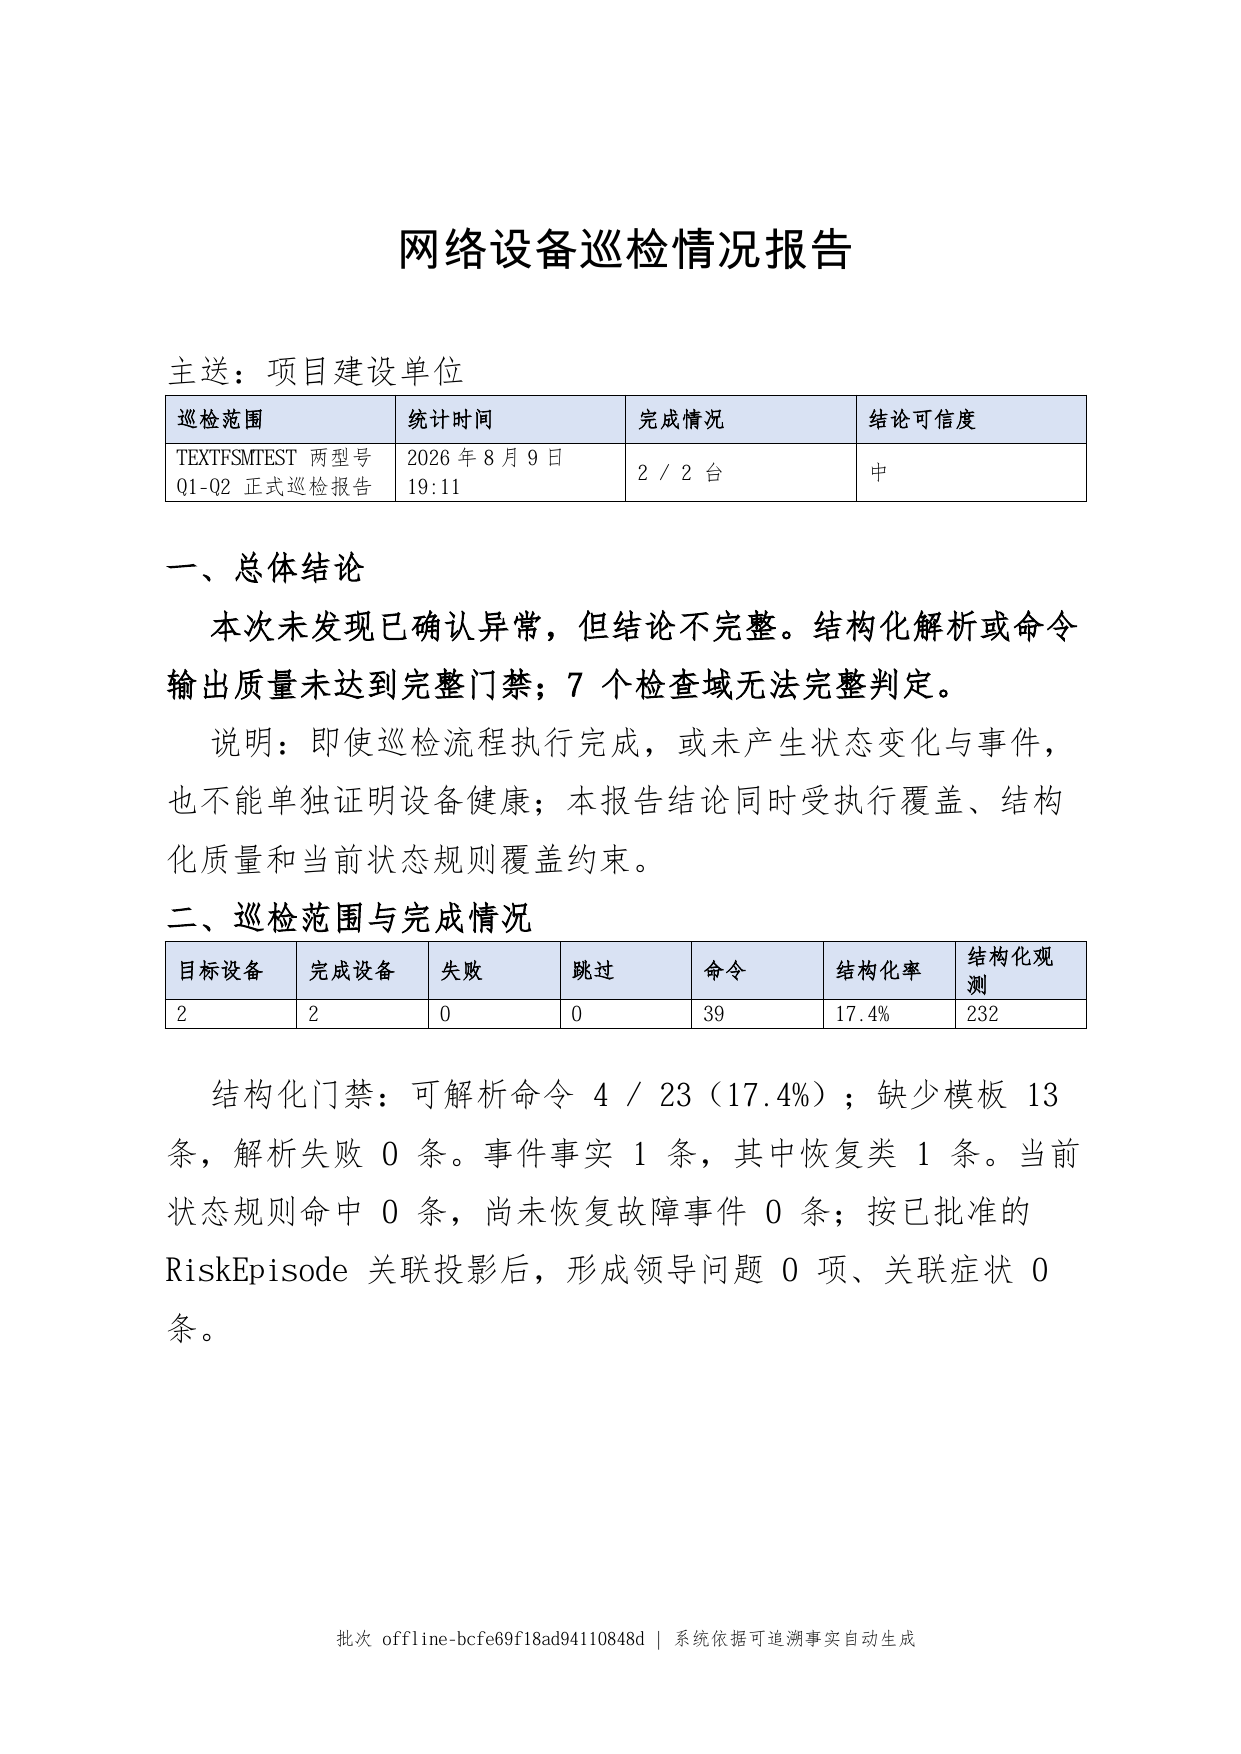 网络设备巡检情况报告
主送：项目建设单位
巡检范围 统计时间 完成情况 结论可信度
TEXTFSMTEST 两型号 2026年8月9日 2 / 2 台 中
Q1-Q2 正式巡检报告 19:11
一、总体结论
本次未发现已确认异常，但结论不完整。结构化解析或命令
输出质量未达到完整门禁；7 个检查域无法完整判定。
说明：即使巡检流程执行完成，或未产生状态变化与事件，
也不能单独证明设备健康；本报告结论同时受执行覆盖、结构
化质量和当前状态规则覆盖约束。
二、巡检范围与完成情况
目标设备 完成设备 失败 跳过 命令 结构化率 结构化观
测
2 2 0 0 39 17.4% 232
结构化门禁：可解析命令 4 / 23（17.4%）；缺少模板 13
条，解析失败 0 条。事件事实 1 条，其中恢复类 1 条。当前
状态规则命中 0 条，尚未恢复故障事件 0 条；按已批准的
RiskEpisode 关联投影后，形成领导问题 0 项、关联症状 0
条。
批次 offline-bcfe69f18ad94110848d | 系统依据可追溯事实自动生成